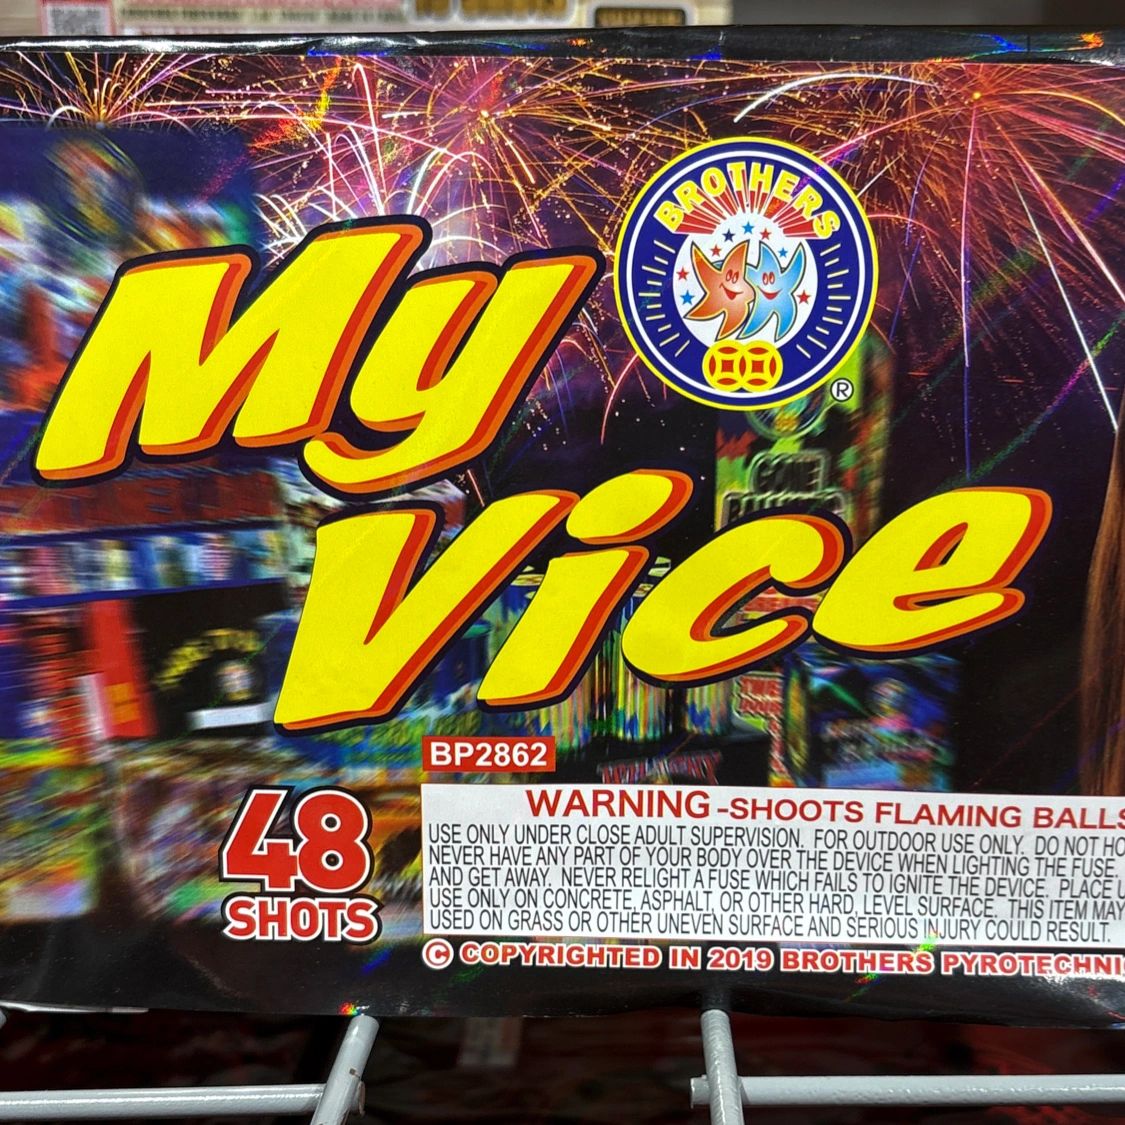 BROTHERS
®
My
Vice
BP2862
48
SHOTS
WARNING-SHOOTS FLAMING BALLS
USE ONLY UNDER CLOSE ADULT SUPERVISION. FOR OUTDOOR USE ONLY. DO NOT HO
NEVER HAVE ANY PART OF YOUR BODY OVER THE DEVICE WHEN LIGHTING THE FUSE.
AND GET AWAY. NEVER RELIGHT A FUSE WHICH FAILS TO IGNITE THE DEVICE. PLACE U
USE ONLY ON CONCRETE, ASPHALT, OR OTHER HARD, LEVEL SURFACE. THIS ITEM MAY
USED ON GRASS OR OTHER UNEVEN SURFACE AND SERIOUS INJURY COULD RESULT.
© COPYRIGHTED IN 2019 BROTHERS PYROTECHNI